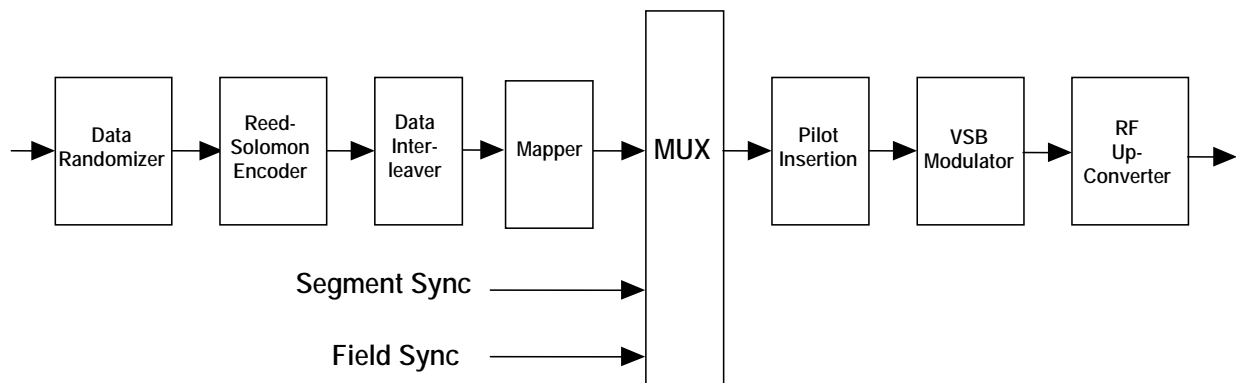 Data
Randomizer
Reed-
Solomon
Encoder
Data
Inter-
leaver
Mapper
MUX
Pilot
Insertion
VSB
Modulator
RF
Up-
Converter
Segment Sync
Field Sync